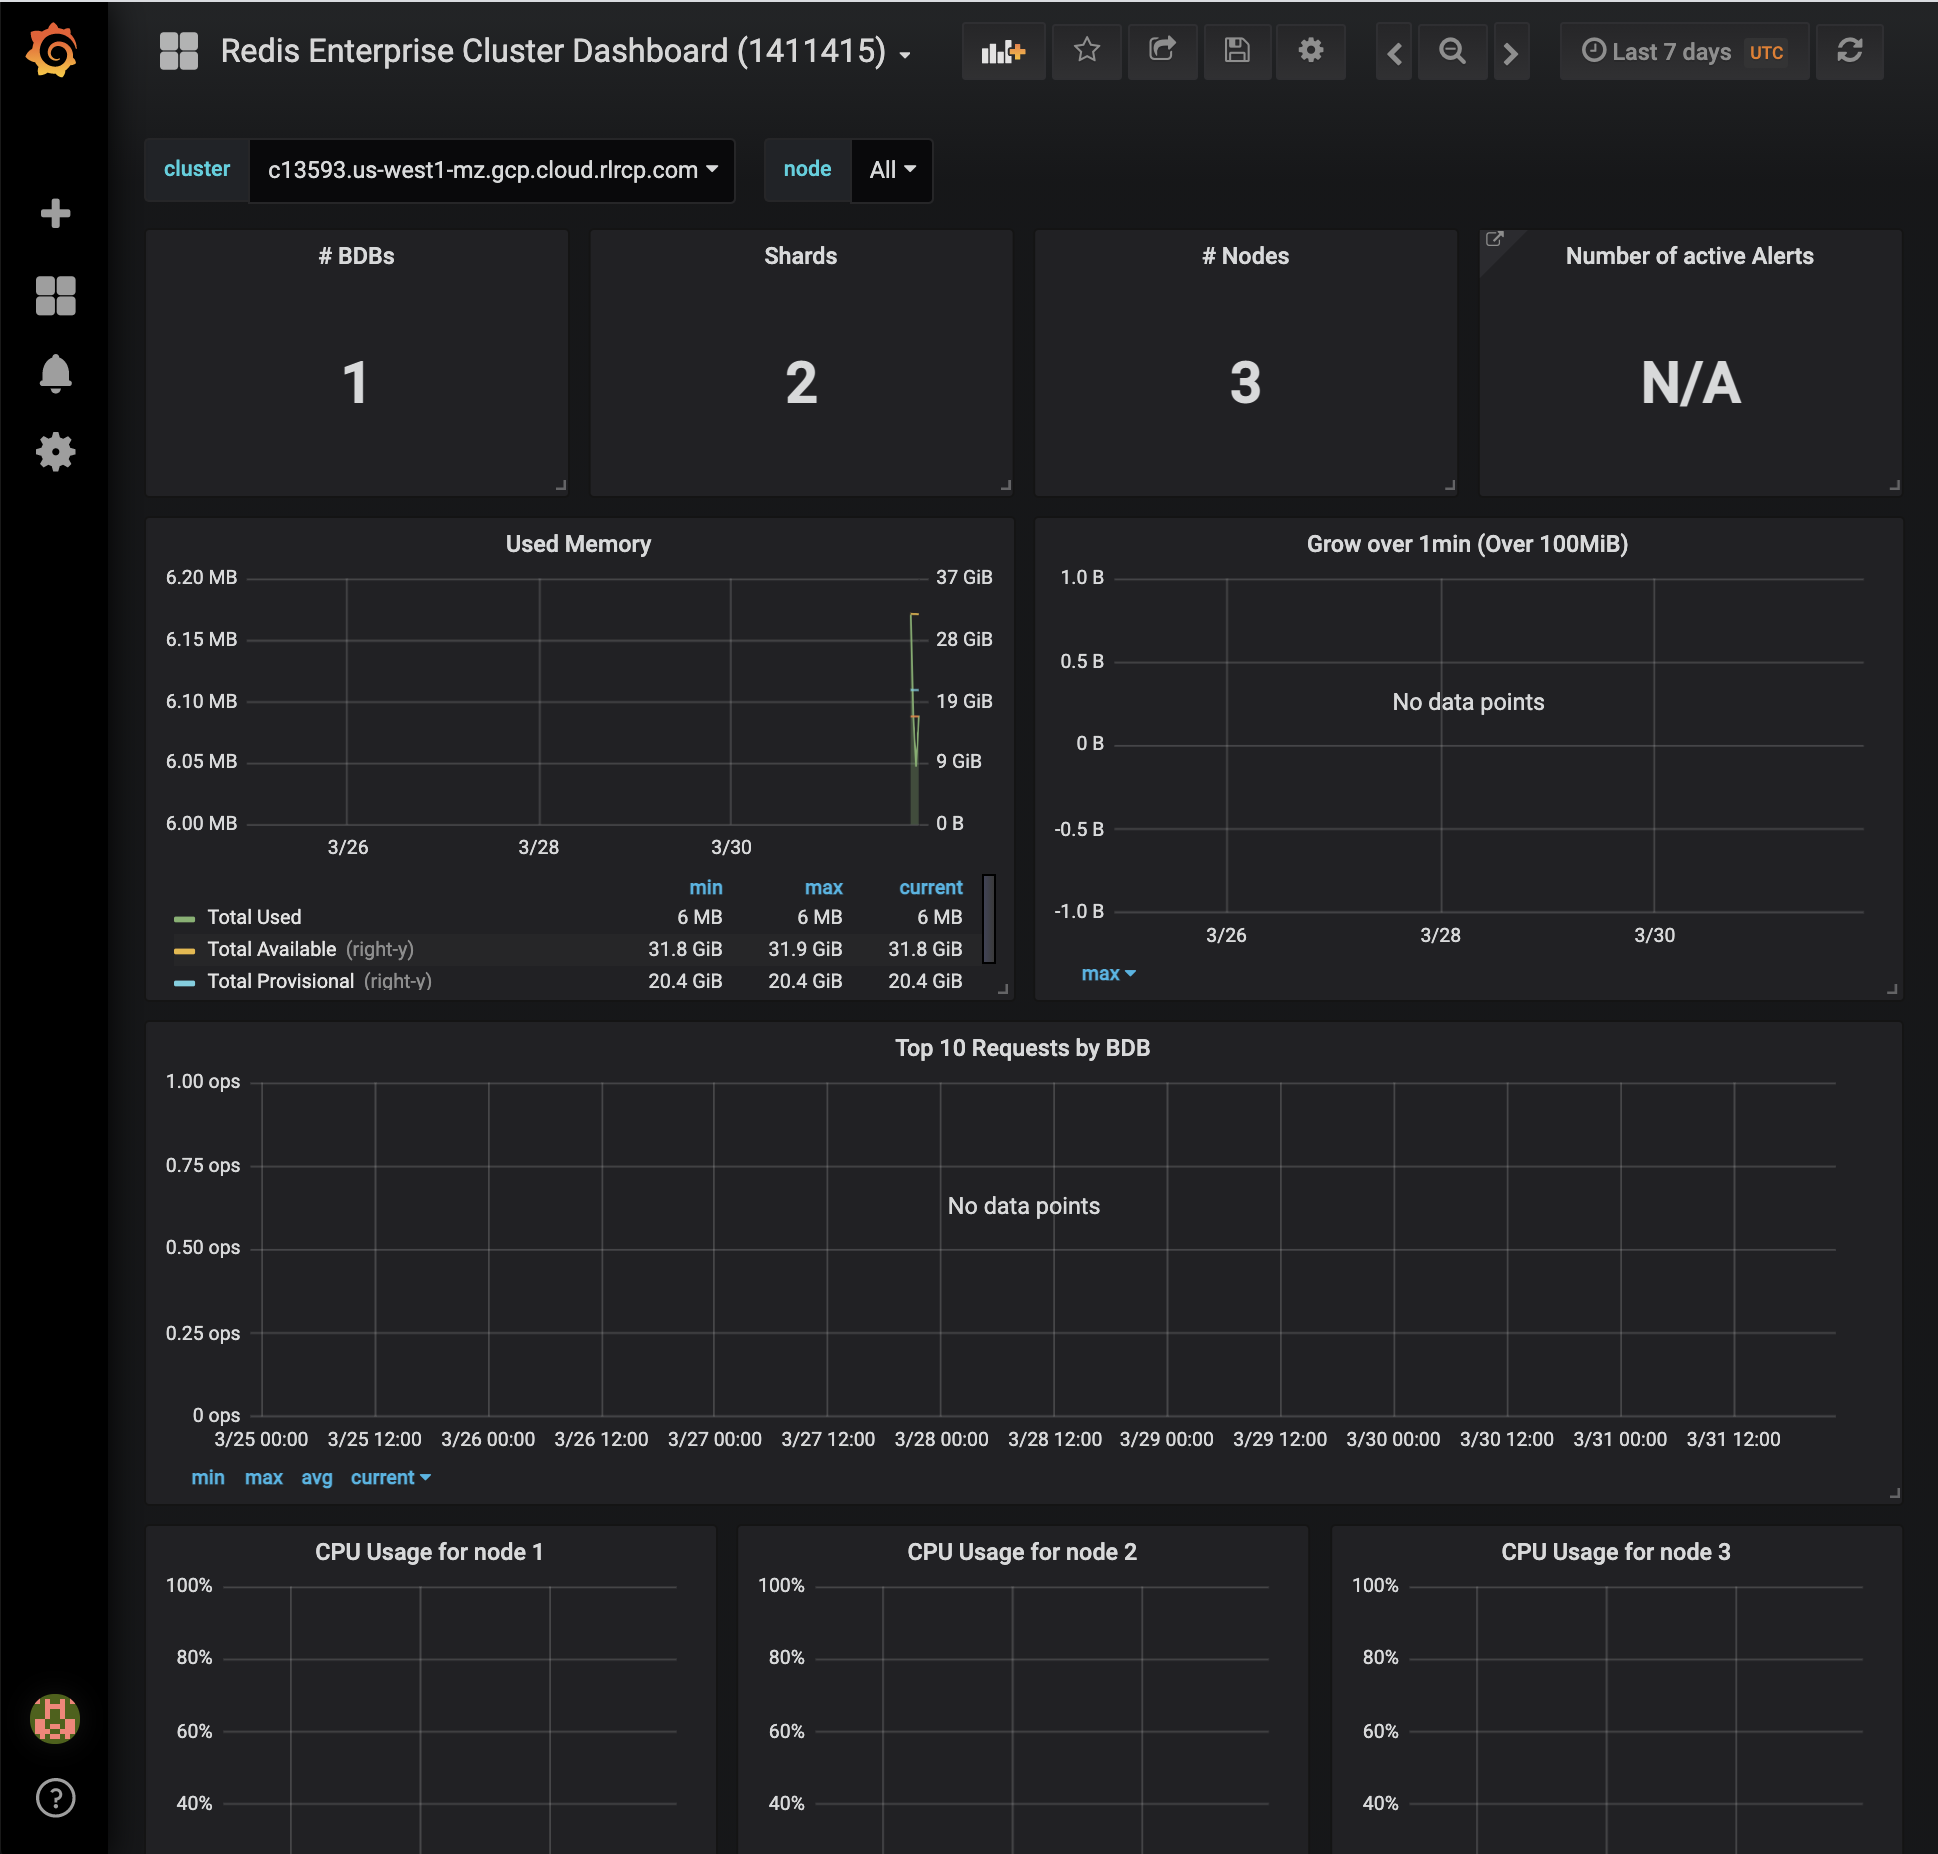 Redis Enterprise Cluster Dashboard (1411415)
Last 7 days UTC
cluster c13593.us-west1-mz.gcp.cloud.rlrcp.com node All
# BDBs
1
Shards
2
# Nodes
3
Number of active Alerts
N/A
Used Memory
6.20 MB
6.15 MB
6.10 MB
6.05 MB
6.00 MB
37 GiB
28 GiB
19 GiB
9 GiB
0 B
3/26 3/28 3/30
min max current
Total Used 6 MB 6 MB 6 MB
Total Available (right-y) 31.8 GiB 31.9 GiB 31.8 GiB
Total Provisional (right-y) 20.4 GiB 20.4 GiB 20.4 GiB
Grow over 1min (Over 100MiB)
1.0 B
0.5 B
0 B
-0.5 B
-1.0 B
No data points
3/26 3/28 3/30
max
Top 10 Requests by BDB
1.00 ops
0.75 ops
0.50 ops
0.25 ops
0 ops
No data points
3/25 00:00 3/25 12:00 3/26 00:00 3/26 12:00 3/27 00:00 3/27 12:00 3/28 00:00 3/28 12:00 3/29 00:00 3/29 12:00 3/30 00:00 3/30 12:00 3/31 00:00 3/31 12:00
min max avg current
CPU Usage for node 1
100%
80%
60%
40%
CPU Usage for node 2
100%
80%
60%
40%
CPU Usage for node 3
100%
80%
60%
40%